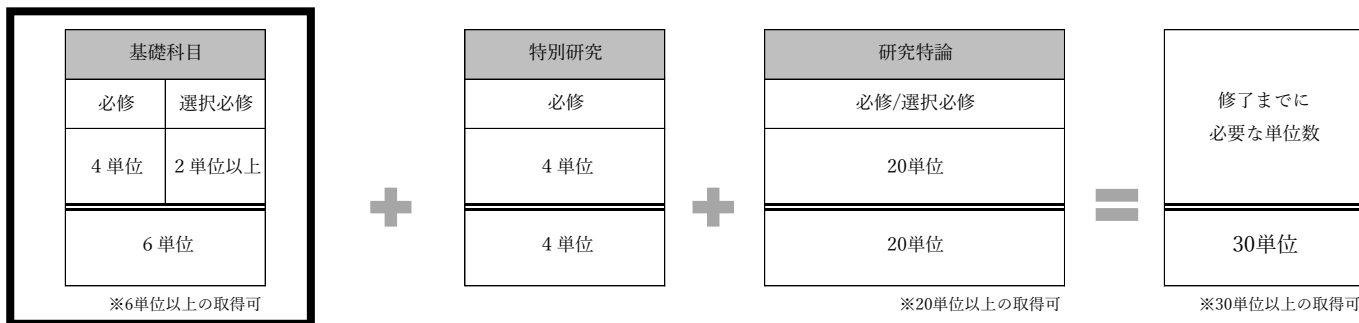 基礎科目
必修 選択必修
4 単位 2 単位以上
6 単位
※6単位以上の取得可
特別研究
必修
4 単位
4 単位
研究特論
必修/選択必修
20単位
20単位
※20単位以上の取得可
修了までに
必要な単位数
30単位
※30単位以上の取得可